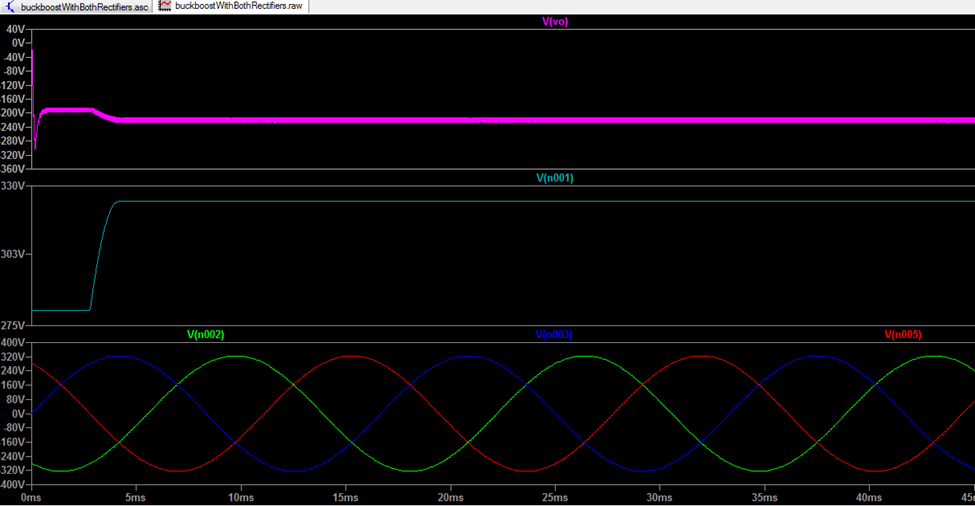 buckboostWithBothRectifiers.asc buckboostWithBothRectifiers.raw
V(vo)
40V
0V
-40V
-80V
-120V
-160V
-200V
-240V
-280V
-320V
-360V
V(n001)
330V
303V
275V
V(n002) V(n003) V(n005)
400V
320V
240V
160V
80V
0V
-80V
-160V
-240V
-320V
-400V
0ms 5ms 10ms 15ms 20ms 25ms 30ms 35ms 40ms